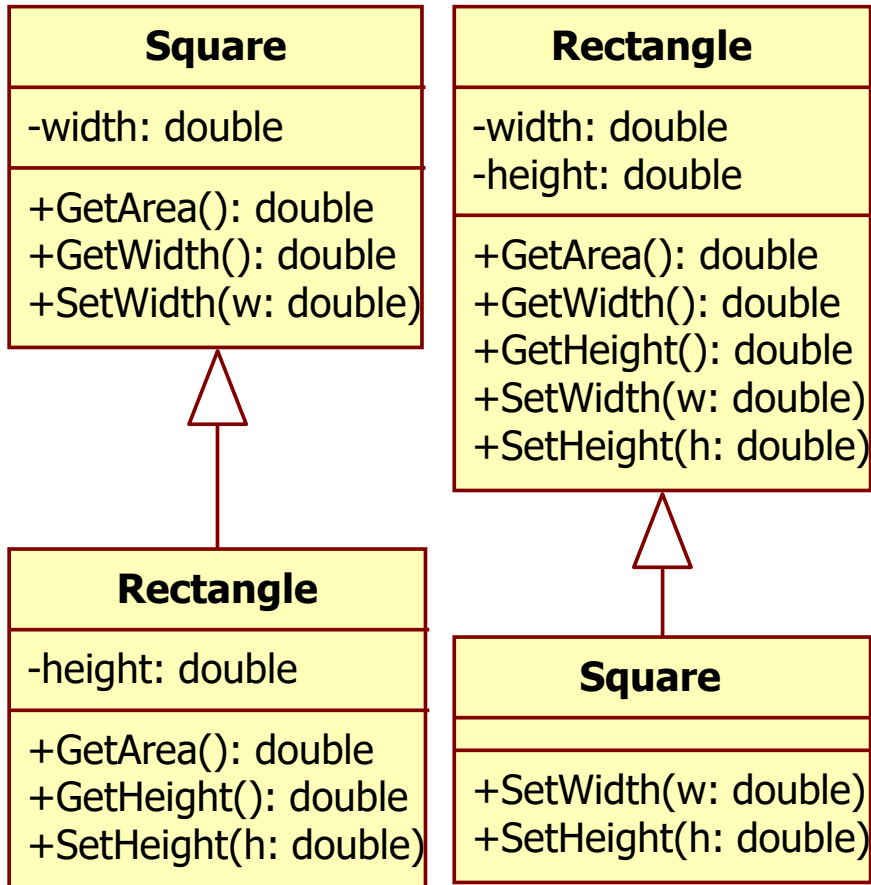 Square
-width: double
+GetArea(): double
+GetWidth(): double
+SetWidth(w: double)
Rectangle
-height: double
+GetArea(): double
+GetHeight(): double
+SetHeight(h: double)
Rectangle
-width: double
-height: double
+GetArea(): double
+GetWidth(): double
+GetHeight(): double
+SetWidth(w: double)
+SetHeight(h: double)
Square
+SetWidth(w: double)
+SetHeight(h: double)